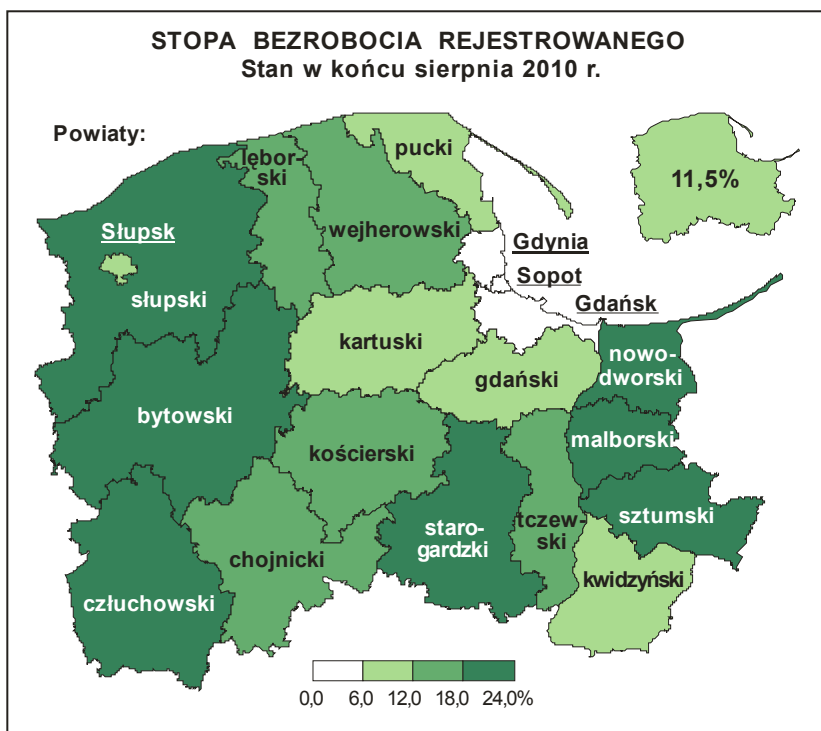 STOPA BEZROBOCIA REJESTROWANEGO
Stan w końcu sierpnia 2010 r.
Powiaty:
pucki
lębor-
ski
11,5%
wejherowski
Słupsk
Gdynia
Sopot
słupski
Gdańsk
kartuski
nowo-
dworski
gdański
bytowski
malborski
kościerski
sztumski
staro-
gardzki
tczew-
ski
chojnicki
kwidzyński
człuchowski
0,0 6,0 12,0 18,0 24,0%